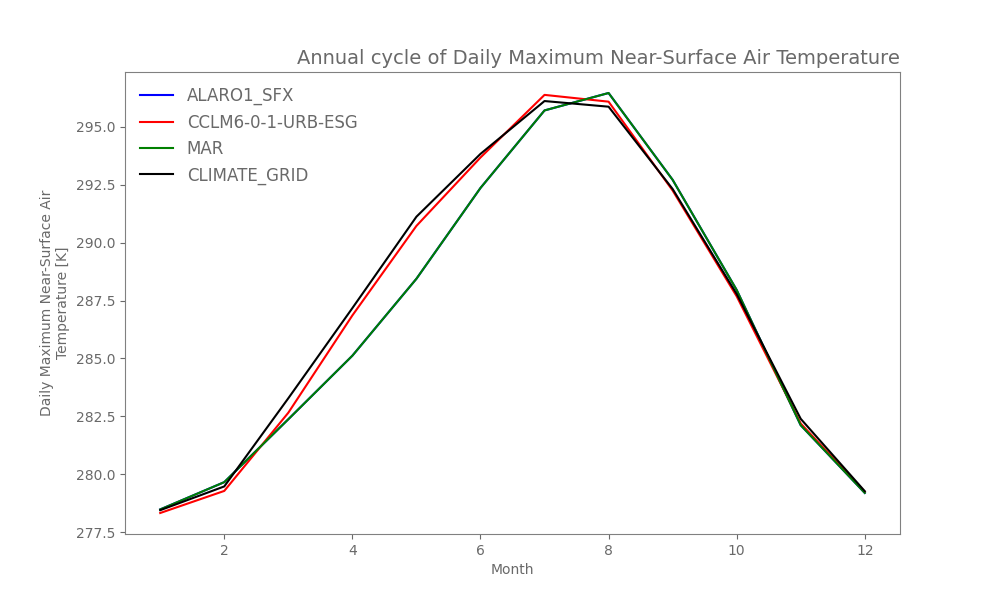 Annual cycle of Daily Maximum Near-Surface Air Temperature
ALARO1_SFX
CCLM6-0-1-URB-ESG
MAR
CLIMATE_GRID
Daily Maximum Near-Surface Air
Temperature [K]
295.0
292.5
290.0
287.5
285.0
282.5
280.0
277.5
2 4 6 8 10 12
Month